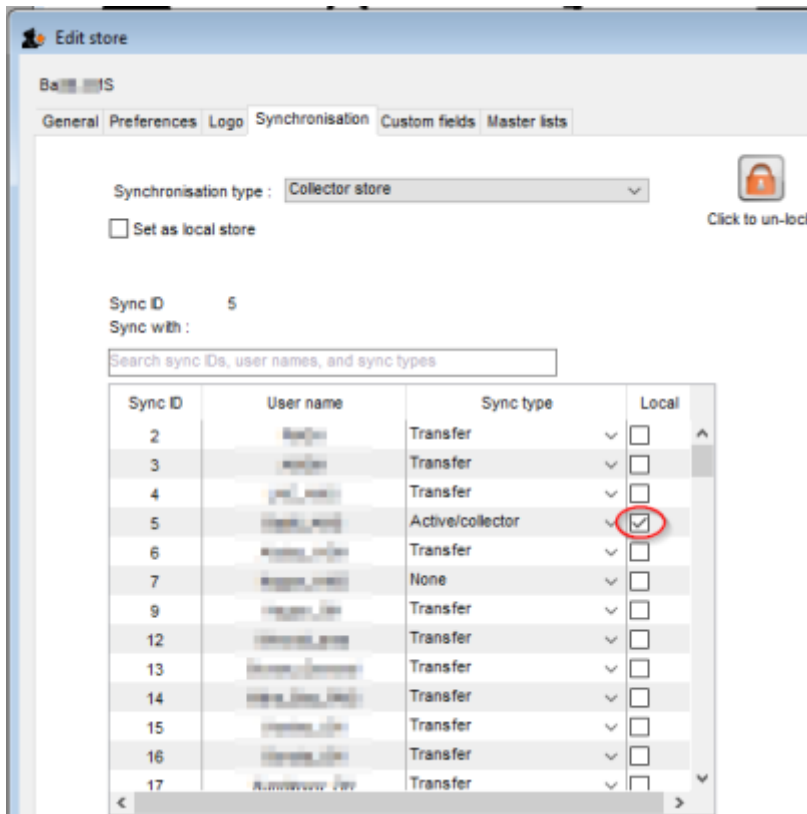 Edit store
General Preferences Logo Synchronisation Custom fields Master lists
Synchronisation type : Collector store
Click to un-lock
Set as local store
Sync ID 5
Sync with :
Search sync IDs, user names, and sync types
Sync ID User name Sync type Local
2 Transfer
3 Transfer
4 Transfer
5 Active/collector
6 Transfer
7 None
9 Transfer
12 Transfer
13 Transfer
14 Transfer
15 Transfer
16 Transfer
17 Transfer